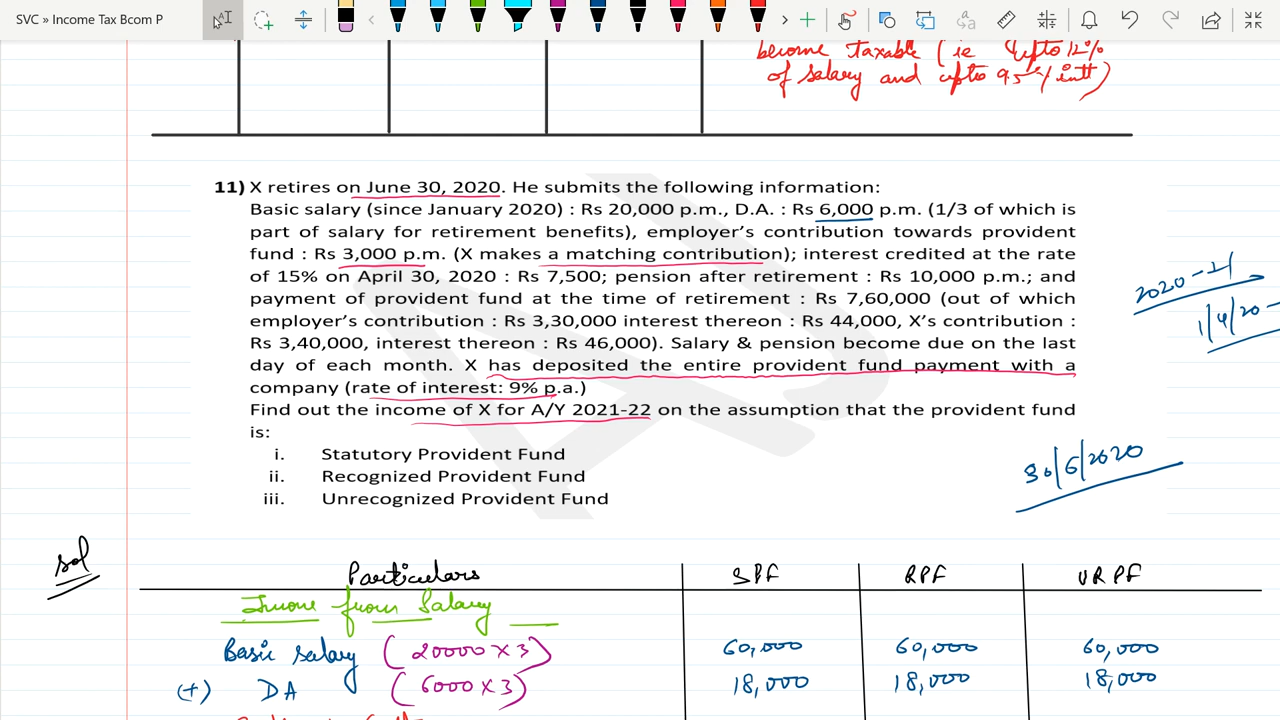 SVC » Income Tax Bcom P
become taxable (ie upto 12%
of salary and upto 9.5% intt)
11) X retires on June 30, 2020. He submits the following information:
Basic salary (since January 2020) : Rs 20,000 p.m., D.A. : Rs 6,000 p.m. (1/3 of which is
part of salary for retirement benefits), employer's contribution towards provident
fund : Rs 3,000 p.m. (X makes a matching contribution); interest credited at the rate
of 15% on April 30, 2020 : Rs 7,500; pension after retirement : Rs 10,000 p.m.; and
payment of provident fund at the time of retirement : Rs 7,60,000 (out of which
employer's contribution : Rs 3,30,000 interest thereon : Rs 44,000, X's contribution :
Rs 3,40,000, interest thereon : Rs 46,000). Salary & pension become due on the last
day of each month. X has deposited the entire provident fund payment with a
company (rate of interest: 9% p.a.)
Find out the income of X for A/Y 2021-22 on the assumption that the provident fund
is:
i. Statutory Provident Fund
ii. Recognized Provident Fund
iii. Unrecognized Provident Fund
2020-21
1/4/20-
30/6/2020
Sol
Particulars SPF RPF URPF
Income from Salary
Basic Salary (20000 X 3) 60,000 60,000 60,000
(+) DA (6000 X 3) 18,000 18,000 18,000